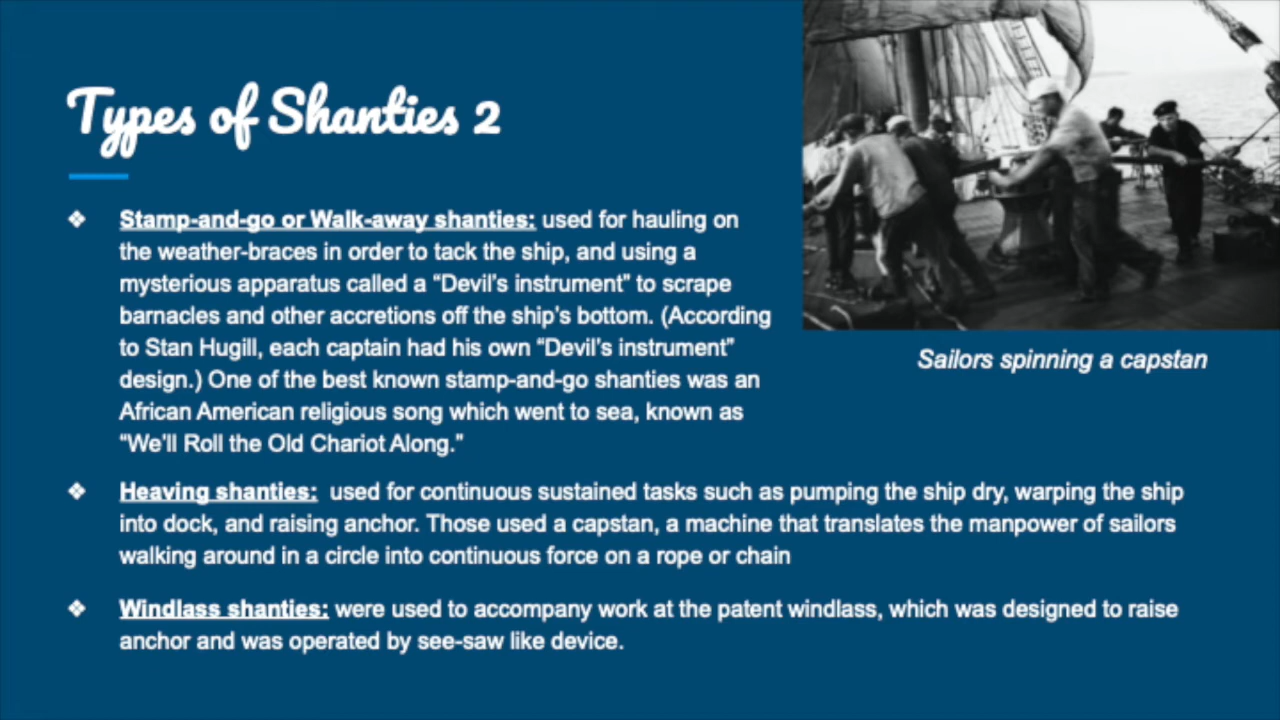 Types of Shanties 2
❖ Stamp-and-go or Walk-away shanties: used for hauling on
the weather-braces in order to tack the ship, and using a
mysterious apparatus called a “Devil’s instrument” to scrape
barnacles and other accretions off the ship’s bottom. (According
to Stan Hugill, each captain had his own “Devil’s instrument”
design.) One of the best known stamp-and-go shanties was an
African American religious song which went to sea, known as
“We’ll Roll the Old Chariot Along.”
Sailors spinning a capstan
❖ Heaving shanties: used for continuous sustained tasks such as pumping the ship dry, warping the ship
into dock, and raising anchor. Those used a capstan, a machine that translates the manpower of sailors
walking around in a circle into continuous force on a rope or chain
❖ Windlass shanties: were used to accompany work at the patent windlass, which was designed to raise
anchor and was operated by see-saw like device.